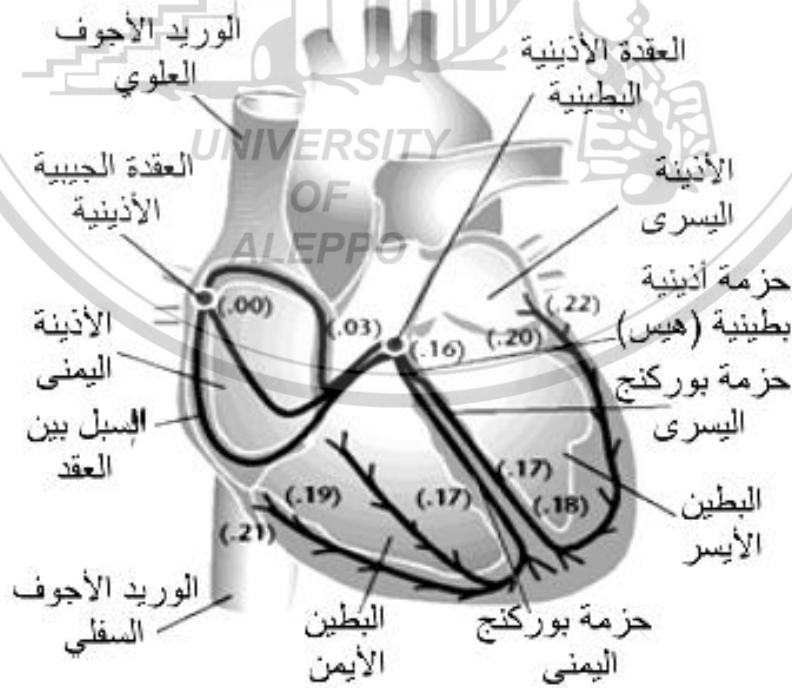 الوريد الأجوف
العلوي
العقدة الأذينية
البطينية
UNIVERSITY
OF
ALEPPO
العقدة الجيبية
الأذينية
الأذينة
اليسرى
حزمة أذينية
بطينية (هيس)
(.00)
(.03)
(.16)
(.20)
(.22)
الأذينة
اليمنى
حزمة بوركنج
اليسرى
السبل بين
العقد
(.17)
(.18)
(.17)
(.19)
(.21)
البطين
الأيسر
الوريد الأجوف
السفلي
البطين
الأيمن
حزمة بوركنج
اليمنى